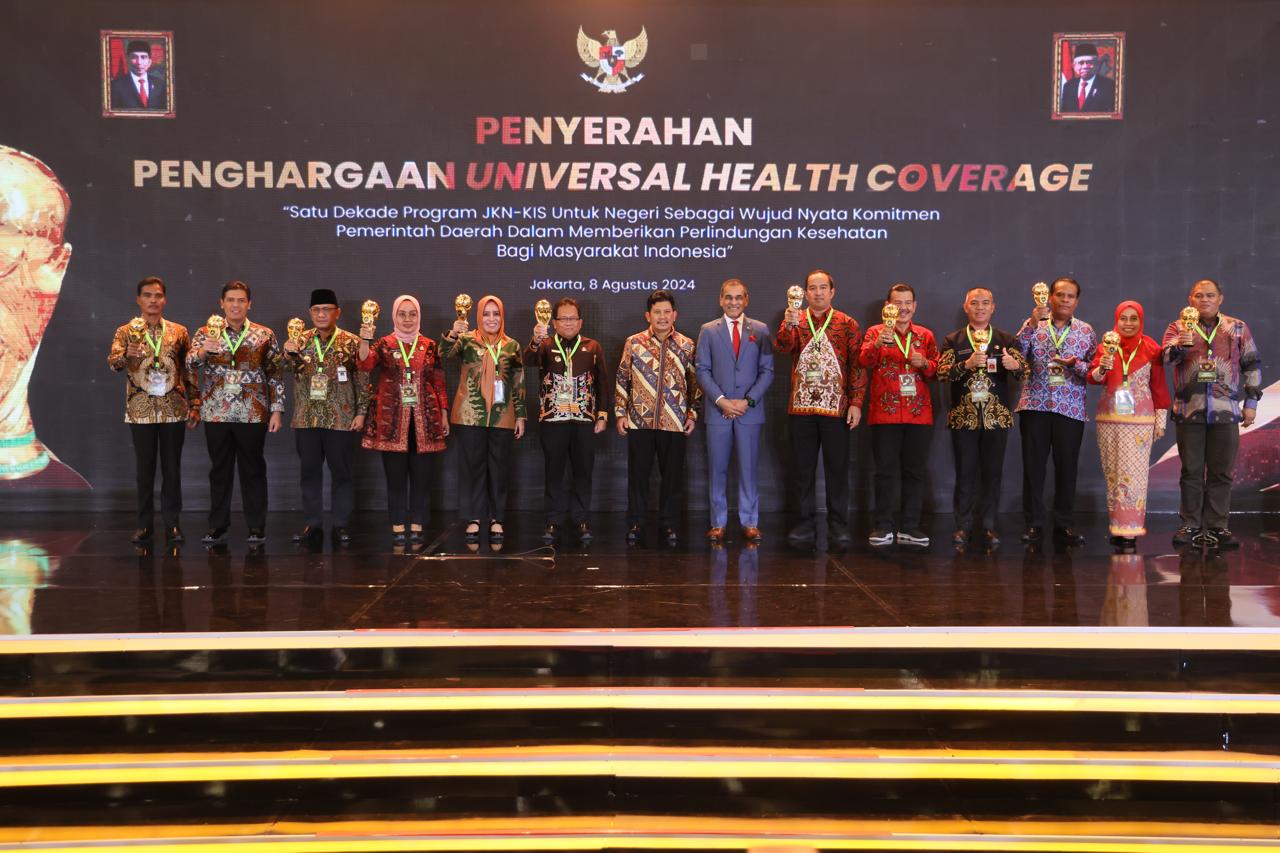 PENYERAHAN
PENGHARGAAN UNIVERSAL HEALTH COVERAGE
“Satu Dekade Program JKN-KIS Untuk Negeri Sebagai Wujud Nyata Komitmen
Pemerintah Daerah Dalam Memberikan Perlindungan Kesehatan
Bagi Masyarakat Indonesia”
Jakarta, 8 Agustus 2024